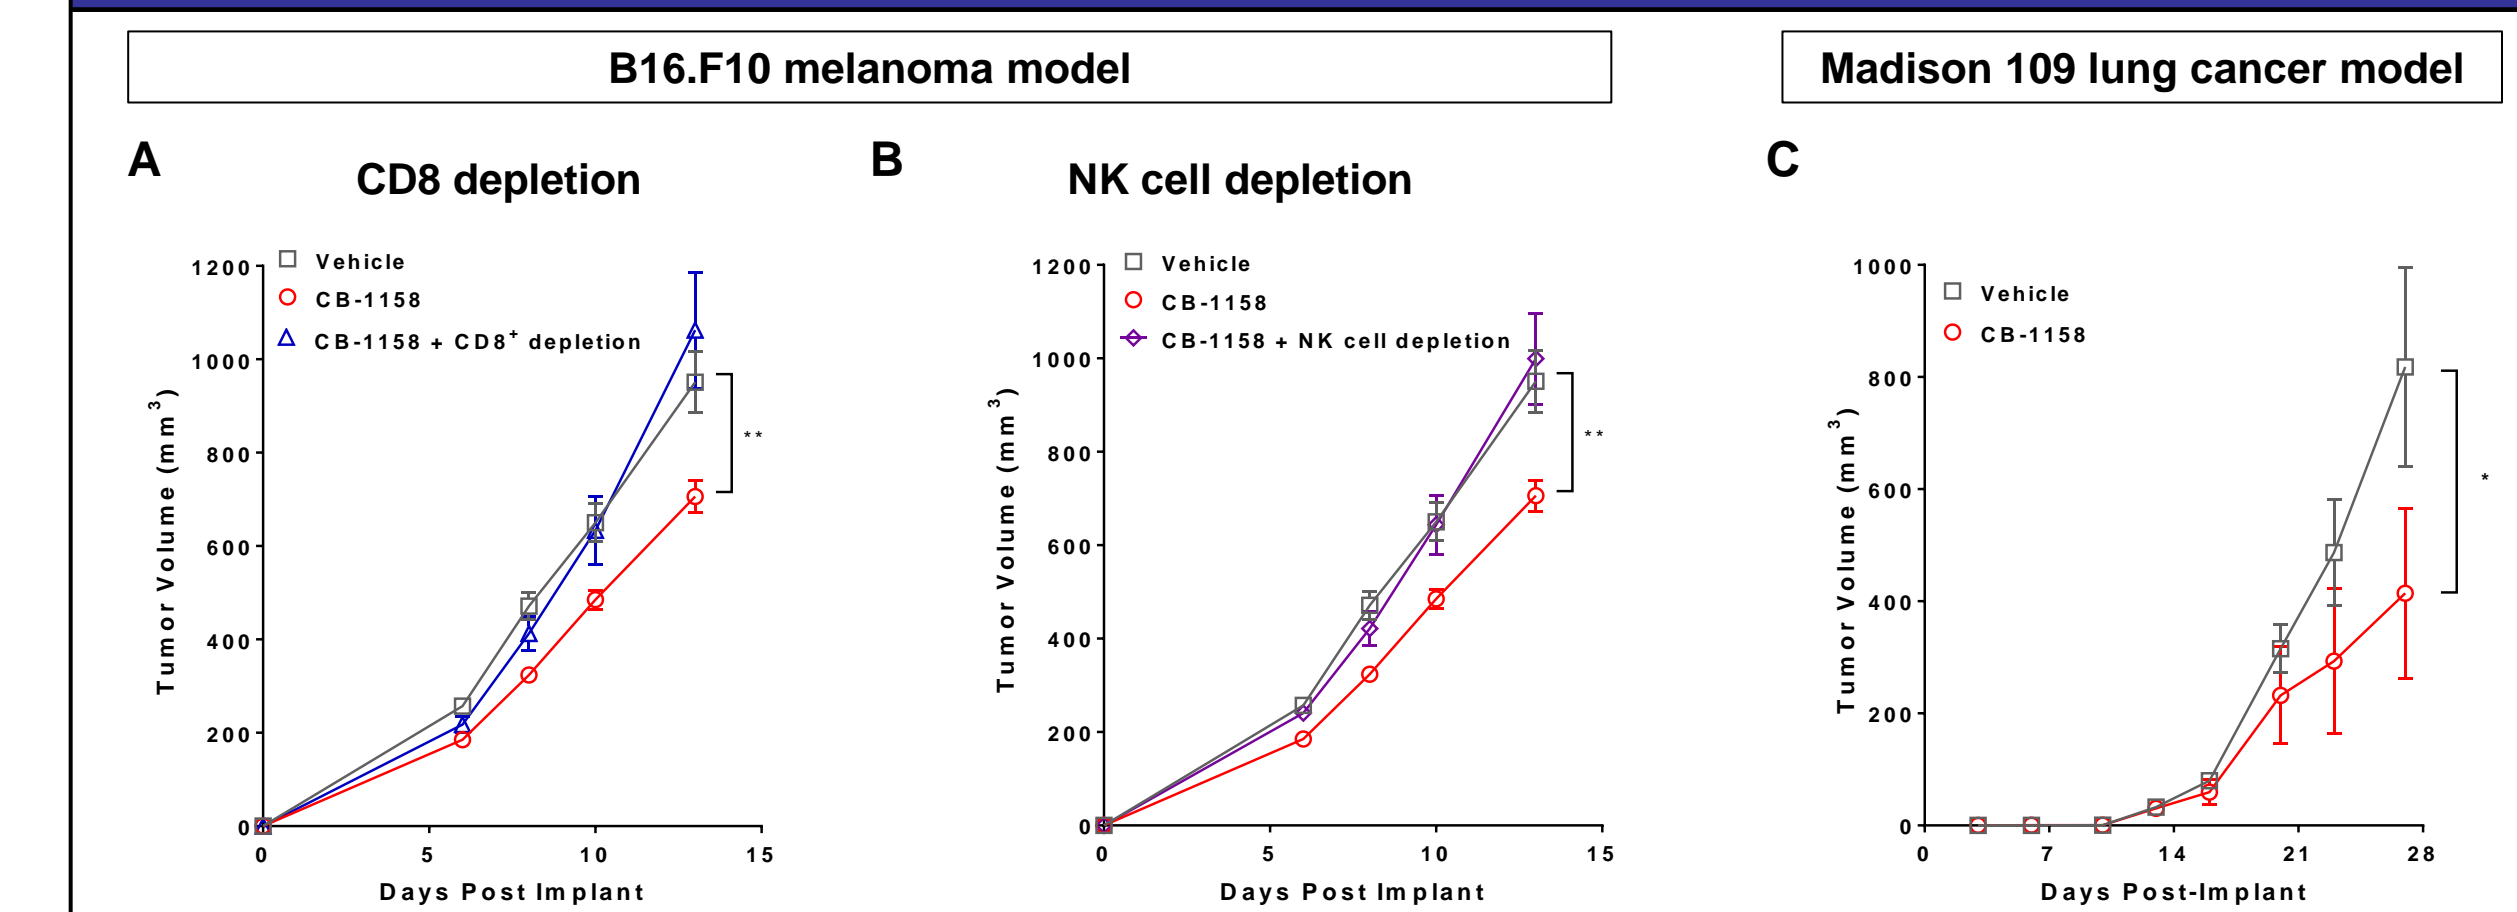 B16.F10 melanoma model
Madison 109 lung cancer model
A
CD8 depletion
Vehicle
CB-1158
CB-1158 + CD8+ depletion
1200
1000
800
600
400
200
0
Tumor Volume (mm3)
**
0 5 10 15
Days Post Implant
B
NK cell depletion
Vehicle
CB-1158
CB-1158 + NK cell depletion
1200
1000
800
600
400
200
0
Tumor Volume (mm3)
**
0 5 10 15
Days Post Implant
C
Vehicle
CB-1158
1000
800
600
400
200
0
Tumor Volume (mm3)
*
0 7 14 21 28
Days Post-Implant